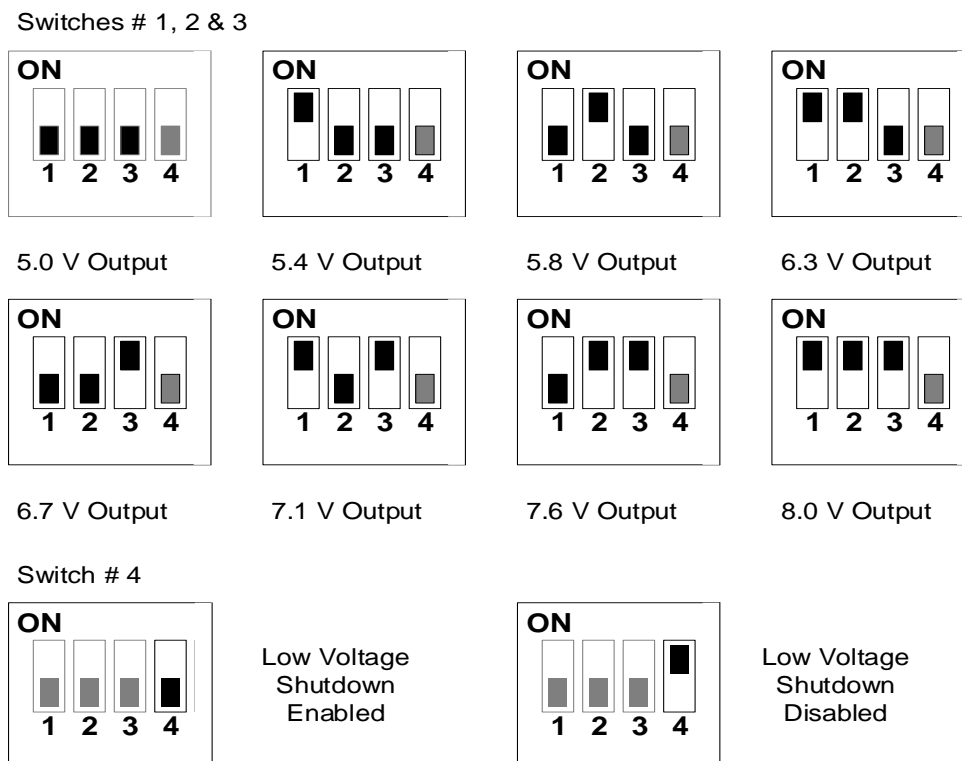 Switches # 1, 2 & 3
ON
ON
ON
ON
1 2 3 4
1 2 3 4
1 2 3 4
1 2 3 4
5.0 V Output
5.4 V Output
5.8 V Output
6.3 V Output
ON
ON
ON
ON
1 2 3 4
1 2 3 4
1 2 3 4
1 2 3 4
6.7 V Output
7.1 V Output
7.6 V Output
8.0 V Output
Switch # 4
ON
1 2 3 4
Low Voltage
Shutdown
Enabled
ON
1 2 3 4
Low Voltage
Shutdown
Disabled